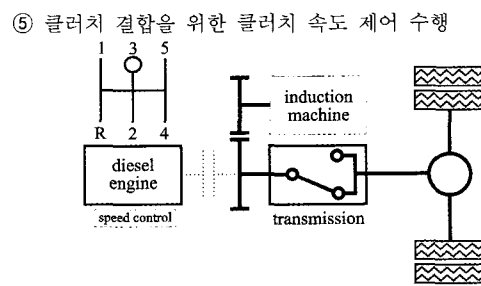 ⑤ 클러치 결합을 위한 클러치 속도 제어 수행
1 3 5
R 2 4
induction
machine
diesel
engine
speed control
transmission